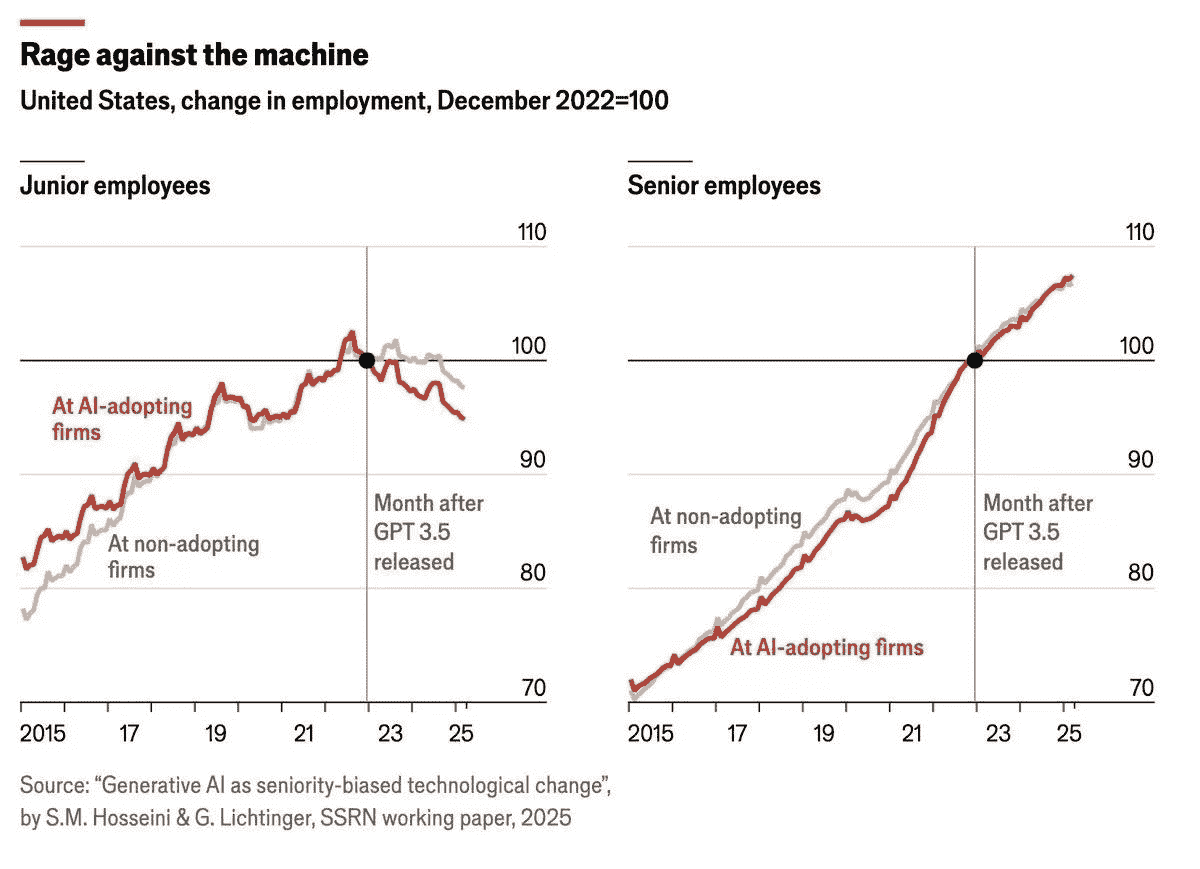 Rage against the machine
United States, change in employment, December 2022=100
Junior employees
110
100
At AI-adopting
firms
90
Month after
GPT 3.5
released
At non-adopting
firms
80
70
2015 17 19 21 23 25
Senior employees
110
100
90
At non-adopting
firms
Month after
GPT 3.5
released
80
At AI-adopting firms
70
2015 17 19 21 23 25
Source: “Generative AI as seniority-biased technological change”,
by S.M. Hosseini & G. Lichtinger, SSRN working paper, 2025